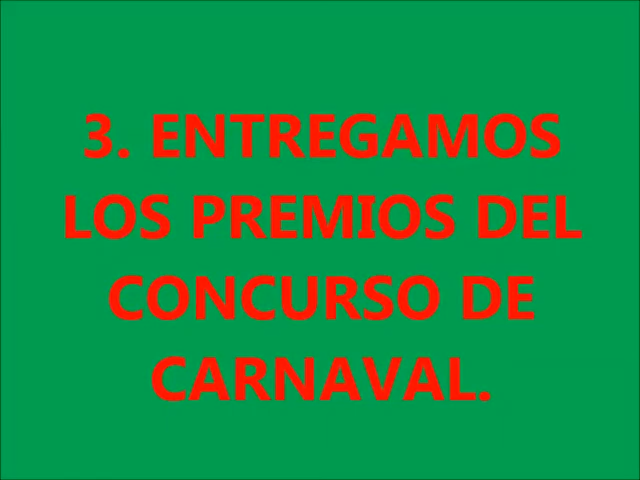 3. ENTREGAMOS
LOS PREMIOS DEL
CONCURSO DE
CARNAVAL.